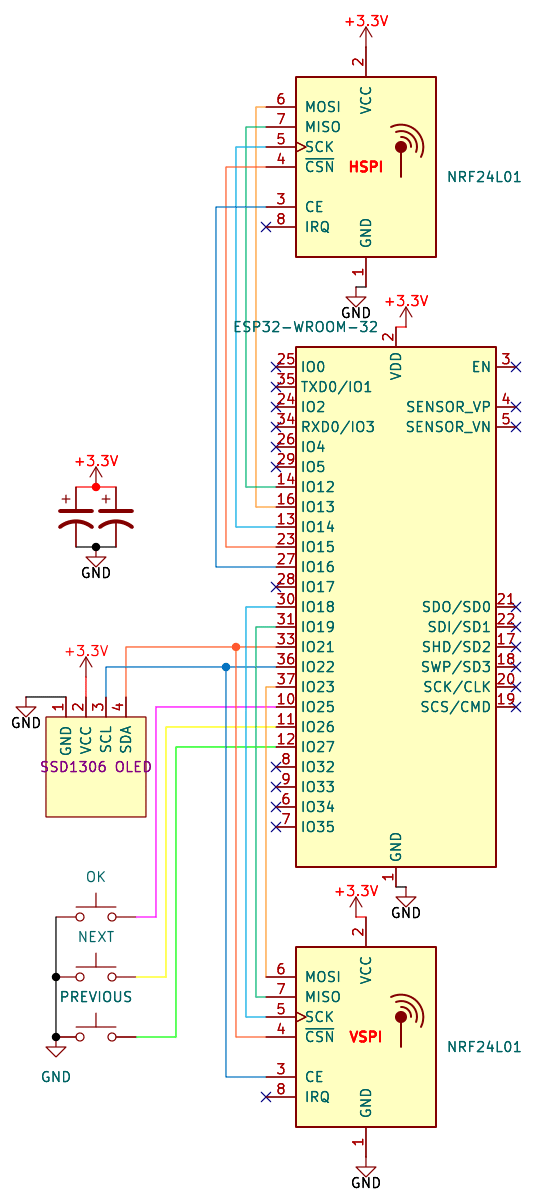 +3.3V
2
VCC
6 MOSI
7 MISO
5 SCK
4 CSN
HSPI
NRF24L01
3 CE
8 IRQ
GND
1
GND
+3.3V
ESP32-WROOM-32
2
VDD
25 IO0 EN 3
35 TXD0/IO1
24 IO2 SENSOR_VP 4
34 RXD0/IO3 SENSOR_VN 5
26 IO4
29 IO5
14 IO12
16 IO13
13 IO14
23 IO15
27 IO16
28 IO17
30 IO18 SDO/SD0 21
31 IO19 SDI/SD1 22
33 IO21 SHD/SD2 17
36 IO22 SWP/SD3 18
37 IO23 SCK/CLK 20
10 IO25 SCS/CMD 19
11 IO26
12 IO27
8 IO32
9 IO33
6 IO34
7 IO35
GND
1
GND
+3.3V
+ +
GND
+3.3V
GND
1 2 3 4
GND VCC SCL SDA
SSD1306 OLED
OK
NEXT
PREVIOUS
GND
+3.3V
2
VCC
6 MOSI
7 MISO
5 SCK
4 CSN
VSPI
NRF24L01
3 CE
8 IRQ
GND
1
GND